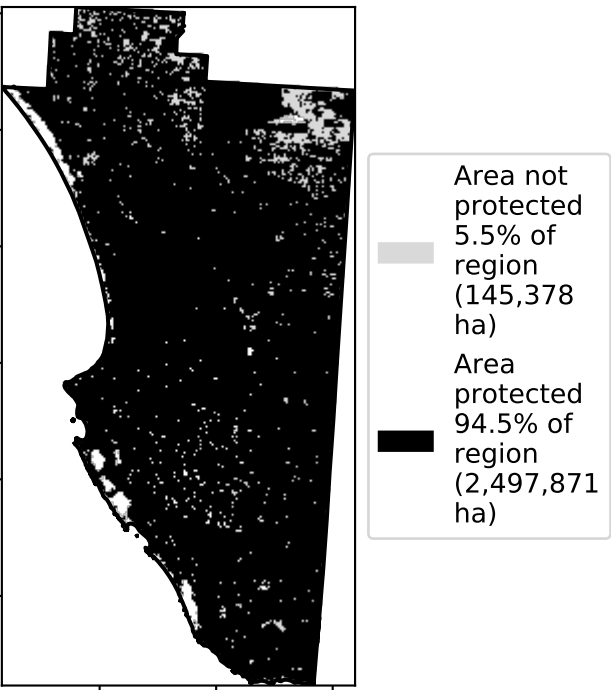 Area not
protected
5.5% of
region
(145,378
ha)
Area
protected
94.5% of
region
(2,497,871
ha)